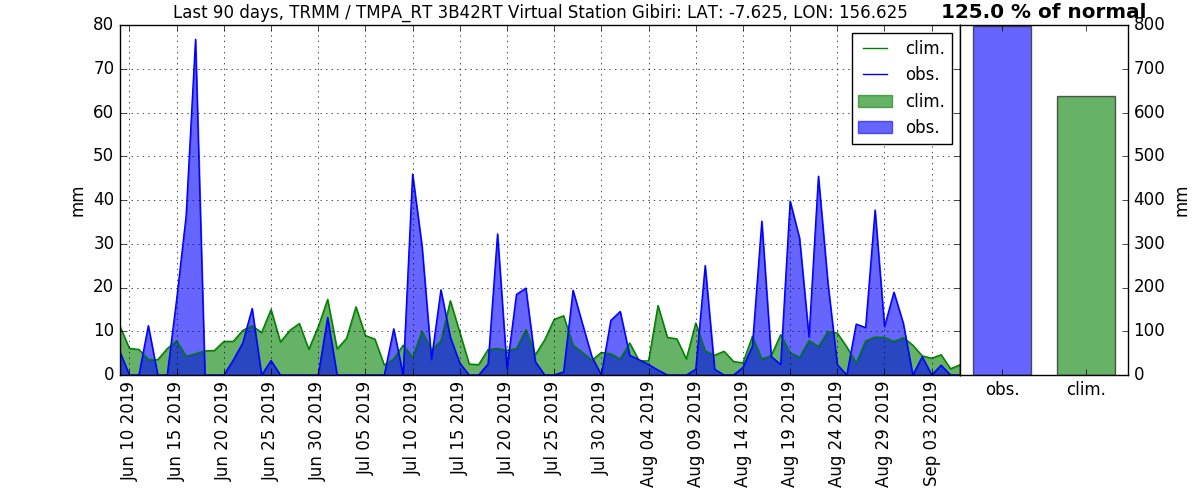 Last 90 days, TRMM / TMPA_RT 3B42RT Virtual Station Gibiri: LAT: -7.625, LON: 156.625
125.0 % of normal
80
70
60
50
40
30
20
10
0
mm
clim.
obs.
clim.
obs.
800
700
600
500
400
300
200
100
0
mm
Jun 10 2019
Jun 15 2019
Jun 20 2019
Jun 25 2019
Jun 30 2019
Jul 05 2019
Jul 10 2019
Jul 15 2019
Jul 20 2019
Jul 25 2019
Jul 30 2019
Aug 04 2019
Aug 09 2019
Aug 14 2019
Aug 19 2019
Aug 24 2019
Aug 29 2019
Sep 03 2019
obs.
clim.